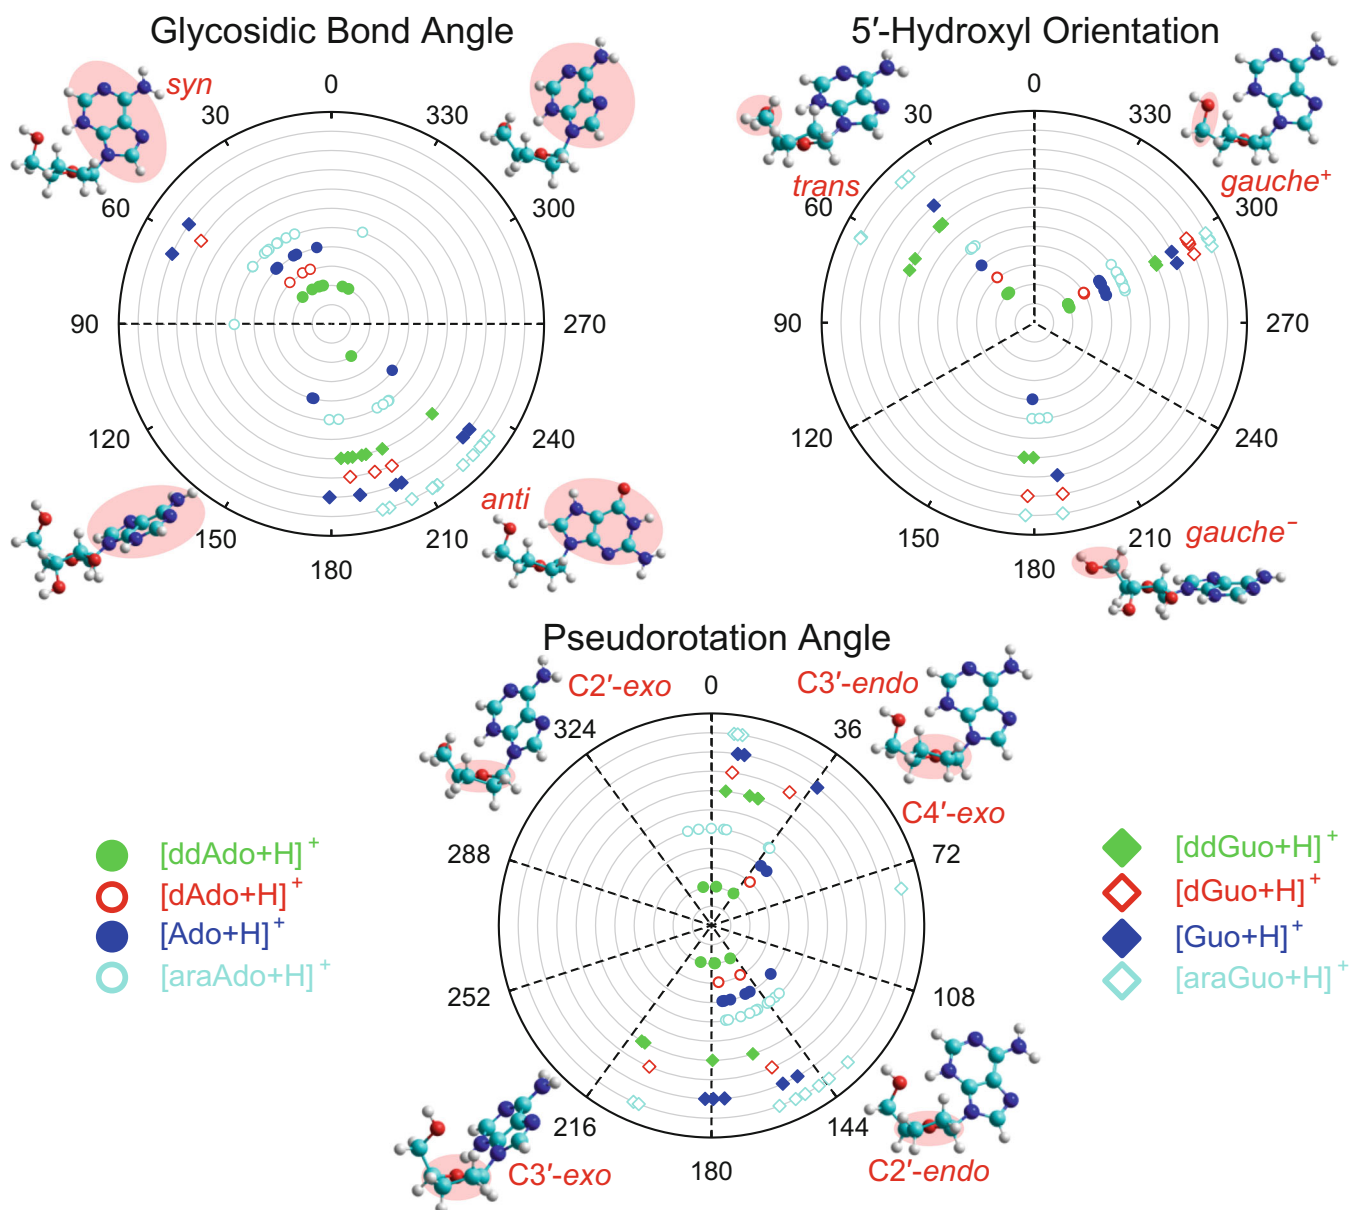 Glycosidic Bond Angle
5′-Hydroxyl Orientation
syn
0
30
330
60
300
90
270
120
240
150
210
180
anti
trans
gauche⁺
0
330
60
300
90
270
120
240
150
210
180
gauche⁻
Pseudorotation Angle
C2′-exo
0
C3′-endo
324
36
C4′-exo
288
72
252
108
216
144
180
C3′-exo
C2′-endo
[ddAdo+H]⁺
[dAdo+H]⁺
[Ado+H]⁺
[araAdo+H]⁺
[ddGuo+H]⁺
[dGuo+H]⁺
[Guo+H]⁺
[araGuo+H]⁺